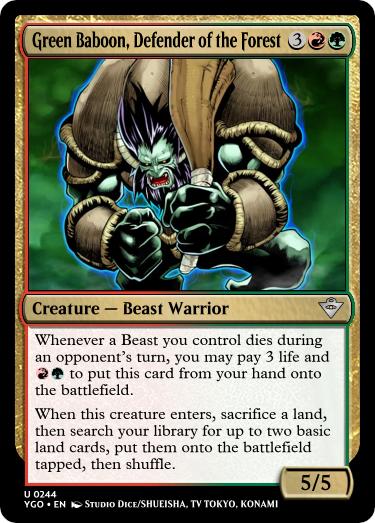 Green Baboon, Defender of the Forest 3
Creature — Beast Warrior
Whenever a Beast you control dies during
an opponent's turn, you may pay 3 life and
to put this card from your hand onto
the battlefield.
When this creature enters, sacrifice a land,
then search your library for up to two basic
land cards, put them onto the battlefield
tapped, then shuffle.
5/5
U 0244
YGO • EN Studio Dice/SHUEISHA, TV TOKYO, KONAMI